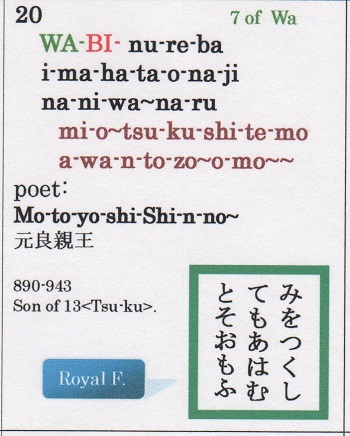 20
7 of Wa
WA-BI- nu-re-ba
i-ma-ha-ta-o-na-ji
na-ni-wa~na-ru
mi-o~tsu-ku-shi-te-mo
a-wa-n-to-zo~o-mo~~
poet:
Mo-to-yo-shi-Shi-n-no~
元良親王
890-943
Son of 13<Tsu-ku>.
Royal F.
みをつくし
てもあはむ
とそおもふ